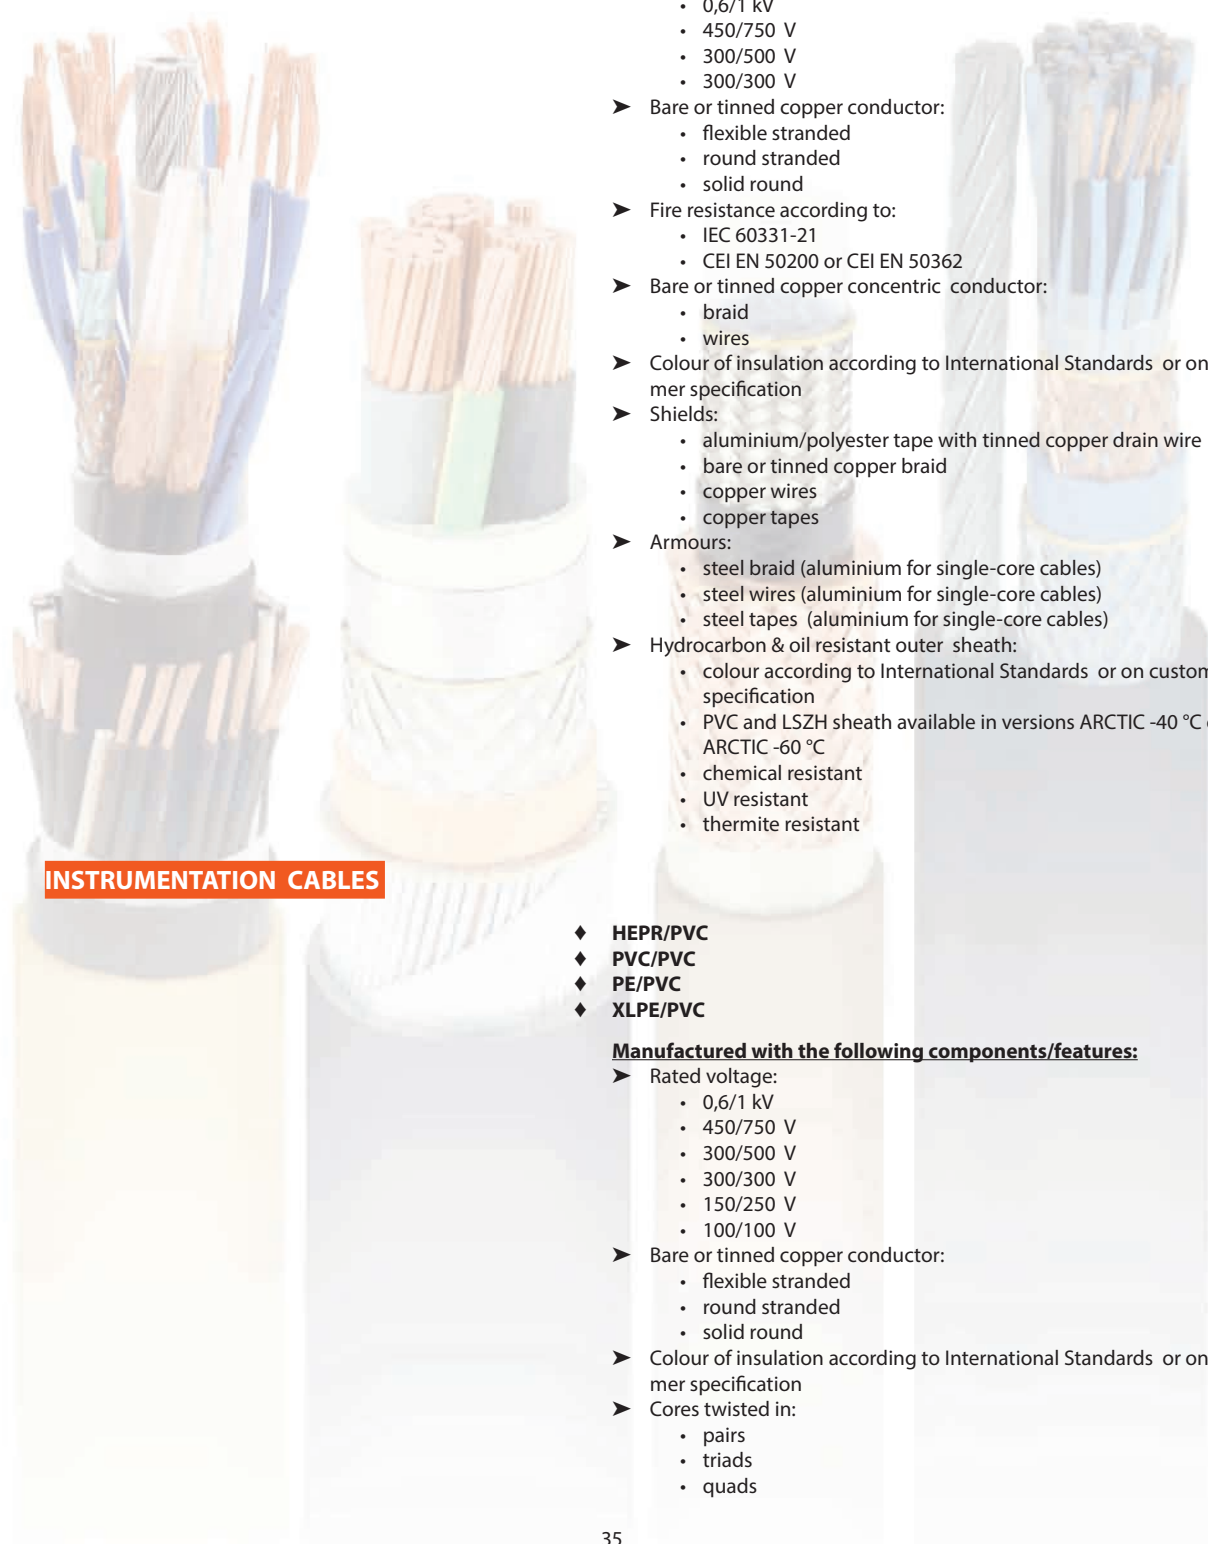 • 0,6/1 kV
• 450/750 V
• 300/500 V
• 300/300 V
➤ Bare or tinned copper conductor:
• flexible stranded
• round stranded
• solid round
➤ Fire resistance according to:
• IEC 60331-21
• CEI EN 50200 or CEI EN 50362
➤ Bare or tinned copper concentric conductor:
• braid
• wires
➤ Colour of insulation according to International Standards or on
mer specification
➤ Shields:
• aluminium/polyester tape with tinned copper drain wire
• bare or tinned copper braid
• copper wires
• copper tapes
➤ Armours:
• steel braid (aluminium for single-core cables)
• steel wires (aluminium for single-core cables)
• steel tapes (aluminium for single-core cables)
➤ Hydrocarbon & oil resistant outer sheath:
• colour according to International Standards or on custom
specification
• PVC and LSZH sheath available in versions ARCTIC -40 °C
ARCTIC -60 °C
• chemical resistant
• UV resistant
• thermite resistant
INSTRUMENTATION CABLES
♦ HEPR/PVC
♦ PVC/PVC
♦ PE/PVC
♦ XLPE/PVC
Manufactured with the following components/features:
➤ Rated voltage:
• 0,6/1 kV
• 450/750 V
• 300/500 V
• 300/300 V
• 150/250 V
• 100/100 V
➤ Bare or tinned copper conductor:
• flexible stranded
• round stranded
• solid round
➤ Colour of insulation according to International Standards or on
mer specification
➤ Cores twisted in:
• pairs
• triads
• quads
35